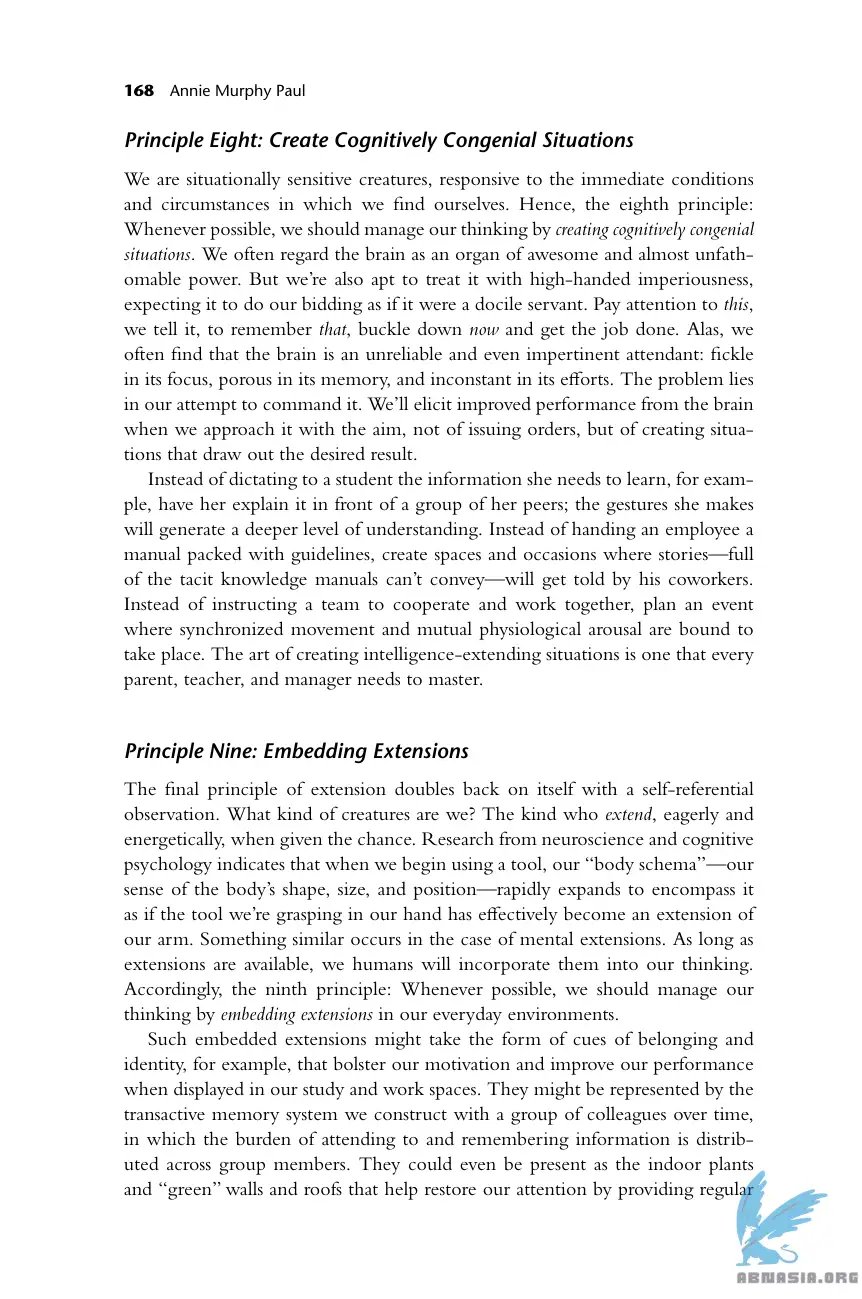 168 Annie Murphy Paul
Principle Eight: Create Cognitively Congenial Situations
We are situationally sensitive creatures, responsive to the immediate conditions
and circumstances in which we find ourselves. Hence, the eighth principle:
Whenever possible, we should manage our thinking by creating cognitively congenial
situations. We often regard the brain as an organ of awesome and almost unfath-
omable power. But we’re also apt to treat it with high-handed imperiousness,
expecting it to do our bidding as if it were a docile servant. Pay attention to this,
we tell it, to remember that, buckle down now and get the job done. Alas, we
often find that the brain is an unreliable and even impertinent attendant: fickle
in its focus, porous in its memory, and inconstant in its efforts. The problem lies
in our attempt to command it. We’ll elicit improved performance from the brain
when we approach it with the aim, not of issuing orders, but of creating situa-
tions that draw out the desired result.
Instead of dictating to a student the information she needs to learn, for exam-
ple, have her explain it in front of a group of her peers; the gestures she makes
will generate a deeper level of understanding. Instead of handing an employee a
manual packed with guidelines, create spaces and occasions where stories—full
of the tacit knowledge manuals can’t convey—will get told by his coworkers.
Instead of instructing a team to cooperate and work together, plan an event
where synchronized movement and mutual physiological arousal are bound to
take place. The art of creating intelligence-extending situations is one that every
parent, teacher, and manager needs to master.
Principle Nine: Embedding Extensions
The final principle of extension doubles back on itself with a self-referential
observation. What kind of creatures are we? The kind who extend, eagerly and
energetically, when given the chance. Research from neuroscience and cognitive
psychology indicates that when we begin using a tool, our “body schema”—our
sense of the body’s shape, size, and position—rapidly expands to encompass it
as if the tool we’re grasping in our hand has effectively become an extension of
our arm. Something similar occurs in the case of mental extensions. As long as
extensions are available, we humans will incorporate them into our thinking.
Accordingly, the ninth principle: Whenever possible, we should manage our
thinking by embedding extensions in our everyday environments.
Such embedded extensions might take the form of cues of belonging and
identity, for example, that bolster our motivation and improve our performance
when displayed in our study and work spaces. They might be represented by the
transactive memory system we construct with a group of colleagues over time,
in which the burden of attending to and remembering information is distrib-
uted across group members. They could even be present as the indoor plants
and “green” walls and roofs that help restore our attention by providing regular
ABNASIA.ORG